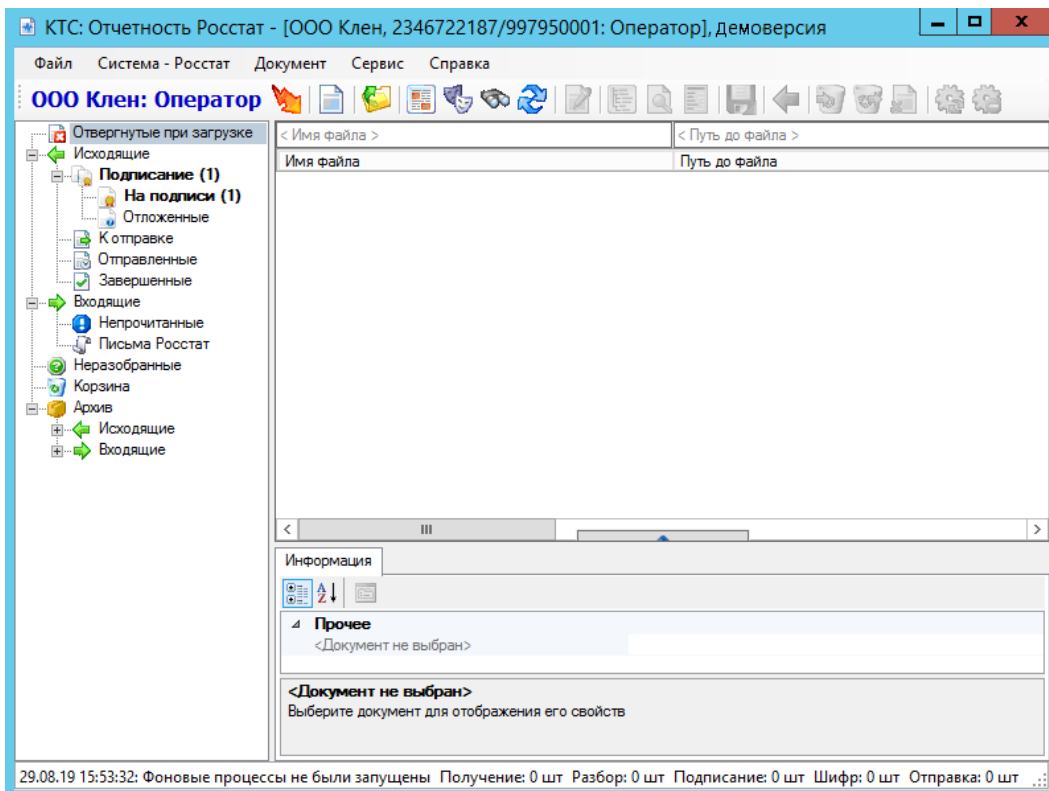 КТС: Отчетность Росстат - [ООО Клен, 2346722187/997950001: Оператор], демоверсия
Файл Система - Росстат Документ Сервис Справка
ООО Клен: Оператор
Отвергнутые при загрузке
Исходящие
Подписание (1)
На подписи (1)
Отложенные
К отправке
Отправленные
Завершенные
Входящие
Непрочитанные
Письма Росстат
Неразобранные
Корзина
Архив
Исходящие
Входящие
< Имя файла > < Путь до файла >
Имя файла Путь до файла
Информация
Прочее
<Документ не выбран>
<Документ не выбран>
Выберите документ для отображения его свойств
29.08.19 15:53:32: Фоновые процессы не были запущены Получение: 0 шт Разбор: 0 шт Подписание: 0 шт Шифр: 0 шт Отправка: 0 шт